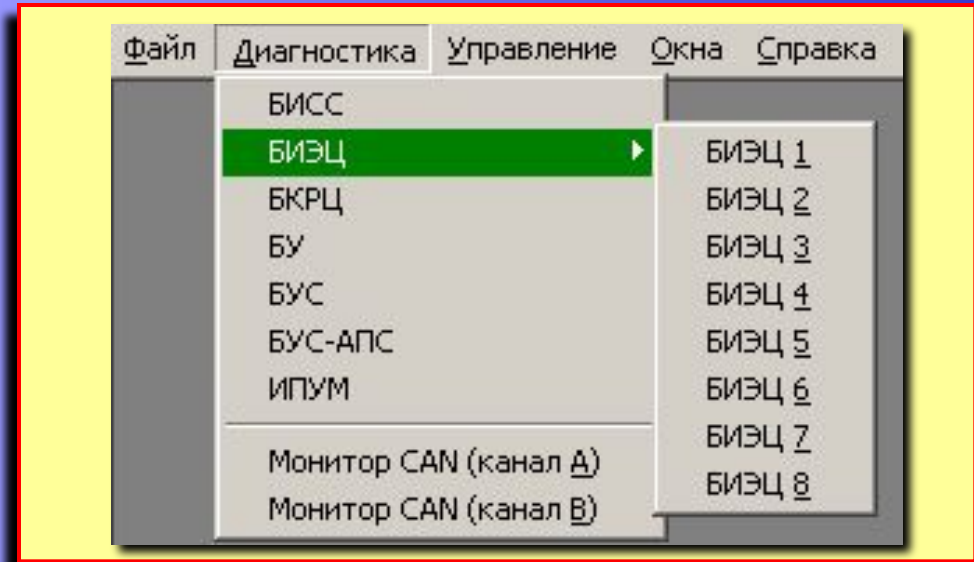 Файл Диагностика Управление Окна Справка
БИСС
БИЭЦ
БКРЦ
БУ
БУС
БУС-АПС
ИПУМ
Монитор CAN (канал A)
Монитор CAN (канал B)
БИЭЦ 1
БИЭЦ 2
БИЭЦ 3
БИЭЦ 4
БИЭЦ 5
БИЭЦ 6
БИЭЦ 7
БИЭЦ 8